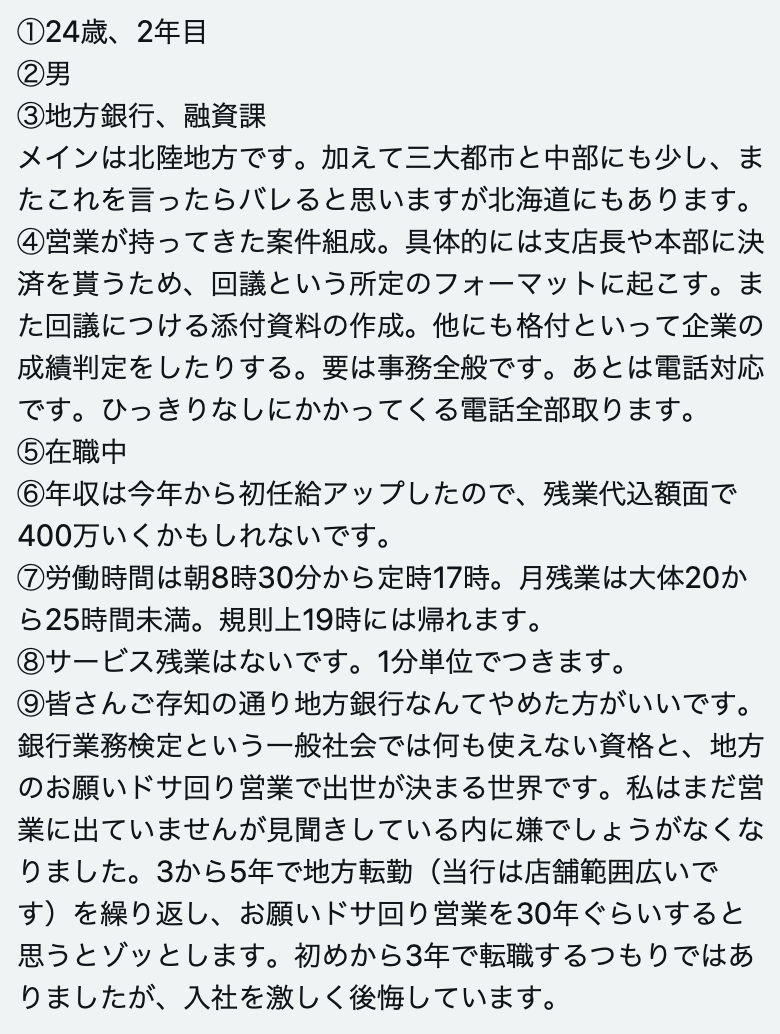 ①24歳、2年目
②男
③地方銀行、融資課
メインは北陸地方です。加えて三大都市と中部にも少し、ま
たこれを言ったらバレると思いますが北海道にもあります。
④営業が持ってきた案件組成。具体的には支店長や本部に決
済を貰うため、回議という所定のフォーマットに起こす。ま
た回議につける添付資料の作成。他にも格付といって企業の
成績判定をしたりする。要は事務全般です。あとは電話対応
です。ひっきりなしにかかってくる電話全部取ります。
⑤在職中
⑥年収は今年から初任給アップしたので、残業代込額面で
400万いくかもしれないです。
⑦労働時間は朝8時30分から定時17時。月残業は大体20か
ら25時間未満。規則上19時には帰れます。
⑧サービス残業はないです。1分単位でつきます。
⑨皆さんご存知の通り地方銀行なんてやめた方がいいです。
銀行業務検定という一般社会では何も使えない資格と、地方
のお願いドサ回り営業で出世が決まる世界です。私はまだ営
業に出ていませんが見聞きしている内に嫌でしょうがなくな
りました。3から5年で地方転勤（当行は店舗範囲広いで
す）を繰り返し、お願いドサ回り営業を30年ぐらいすると
思うとゾッとします。初めから3年で転職するつもりではあ
りましたが、入社を激しく後悔しています。